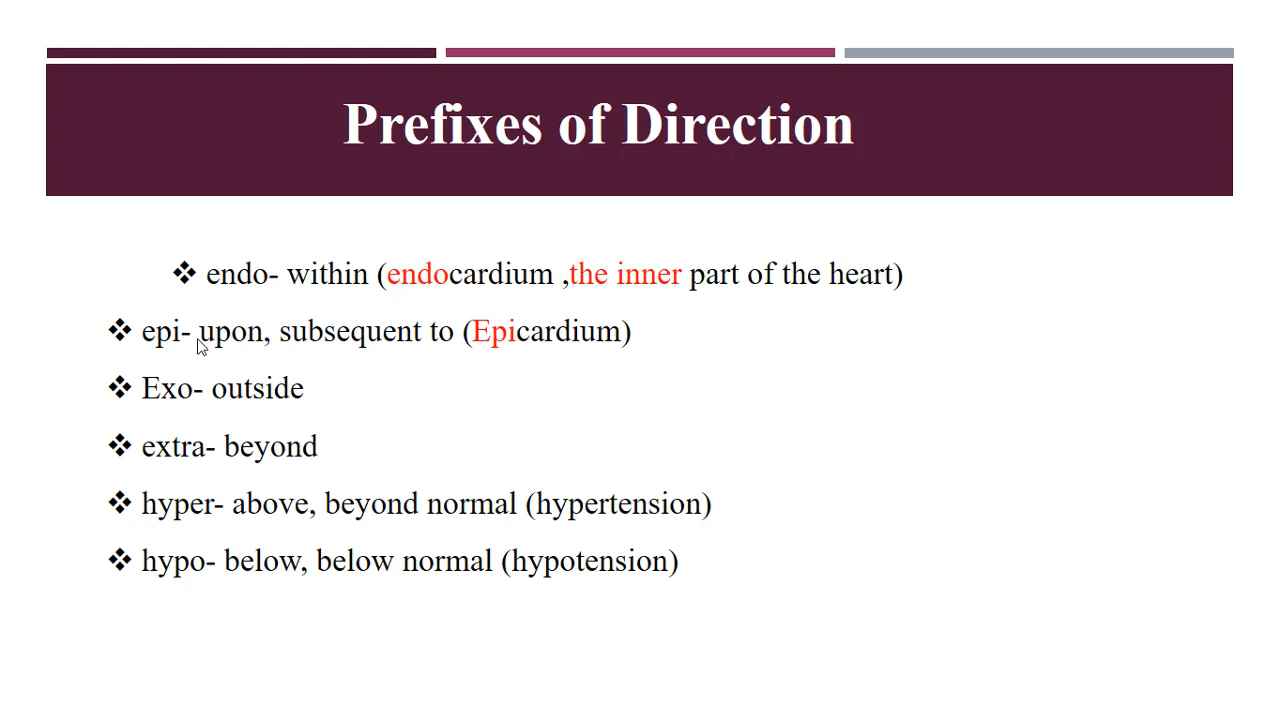 Prefixes of Direction
❖ endo- within (endocardium ,the inner part of the heart)
❖ epi- upon, subsequent to (Epicardium)
❖ Exo- outside
❖ extra- beyond
❖ hyper- above, beyond normal (hypertension)
❖ hypo- below, below normal (hypotension)